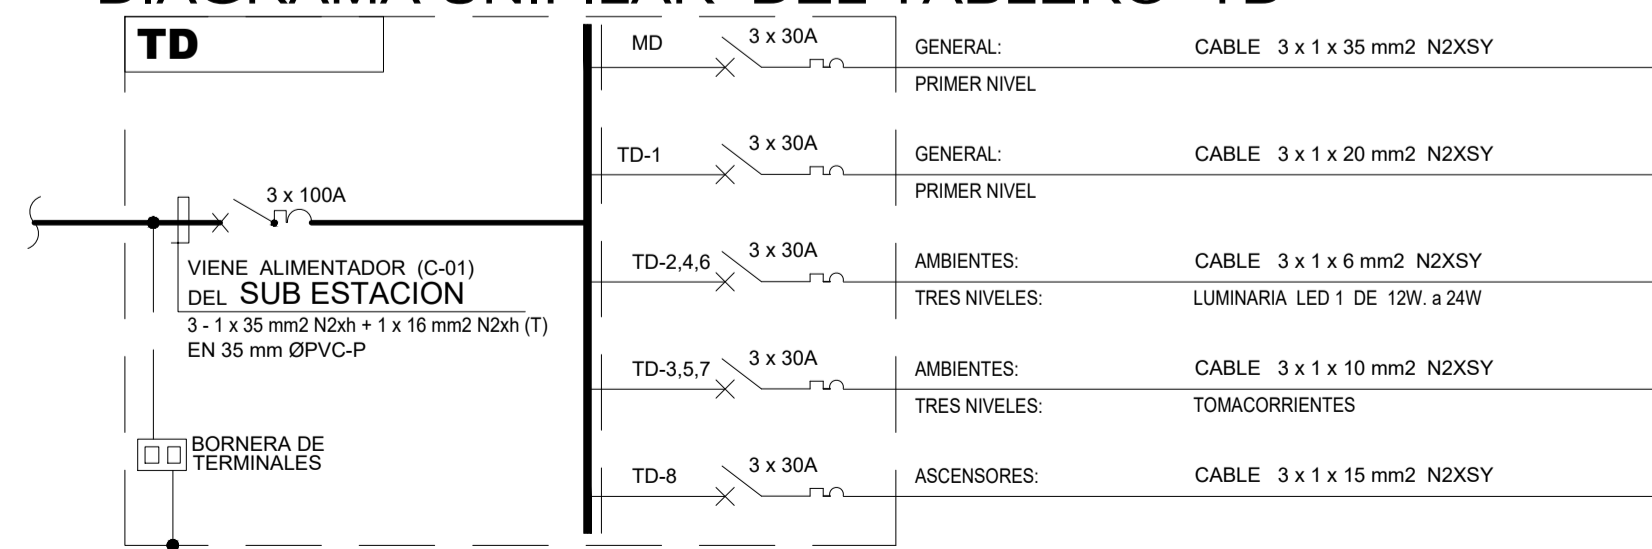 DIAGRAMA UNIFILAR DEL TABLERO TD
TD
3 x 100A
VIENE ALIMENTADOR (C-01)
DEL SUB ESTACION
3 - 1 x 35 mm2 N2xh + 1 x 16 mm2 N2xh (T)
EN 35 mm ØPVC-P
BORNERA DE
TERMINALES
MD 3 x 30A GENERAL: CABLE 3 x 1 x 35 mm2 N2XSY
PRIMER NIVEL
TD-1 3 x 30A GENERAL: CABLE 3 x 1 x 20 mm2 N2XSY
PRIMER NIVEL
TD-2,4,6 3 x 30A AMBIENTES: CABLE 3 x 1 x 6 mm2 N2XSY
TRES NIVELES: LUMINARIA LED 1 DE 12W. a 24W
TD-3,5,7 3 x 30A AMBIENTES: CABLE 3 x 1 x 10 mm2 N2XSY
TRES NIVELES: TOMACORRIENTES
TD-8 3 x 30A ASCENSORES: CABLE 3 x 1 x 15 mm2 N2XSY